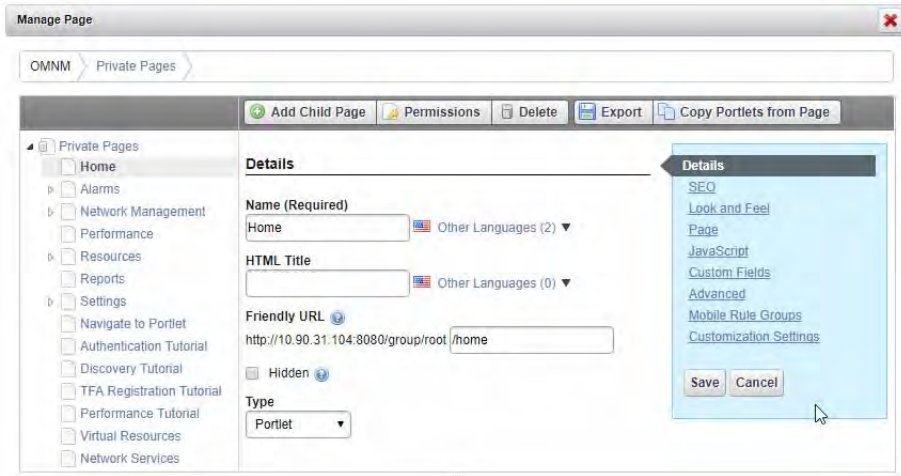 Manage Page
OMNM Private Pages
Add Child Page Permissions Delete Export Copy Portlets from Page
Private Pages
Home
Alarms
Network Management
Performance
Resources
Reports
Settings
Navigate to Portlet
Authentication Tutorial
Discovery Tutorial
TFA Registration Tutorial
Performance Tutorial
Virtual Resources
Network Services
Details
Name (Required)
Home Other Languages (2)
HTML Title
Other Languages (0)
Friendly URL
http://10.90.31.104:8080/group/root /home
Hidden
Type
Portlet
Details
SEO
Look and Feel
Page
JavaScript
Custom Fields
Advanced
Mobile Rule Groups
Customization Settings
Save Cancel